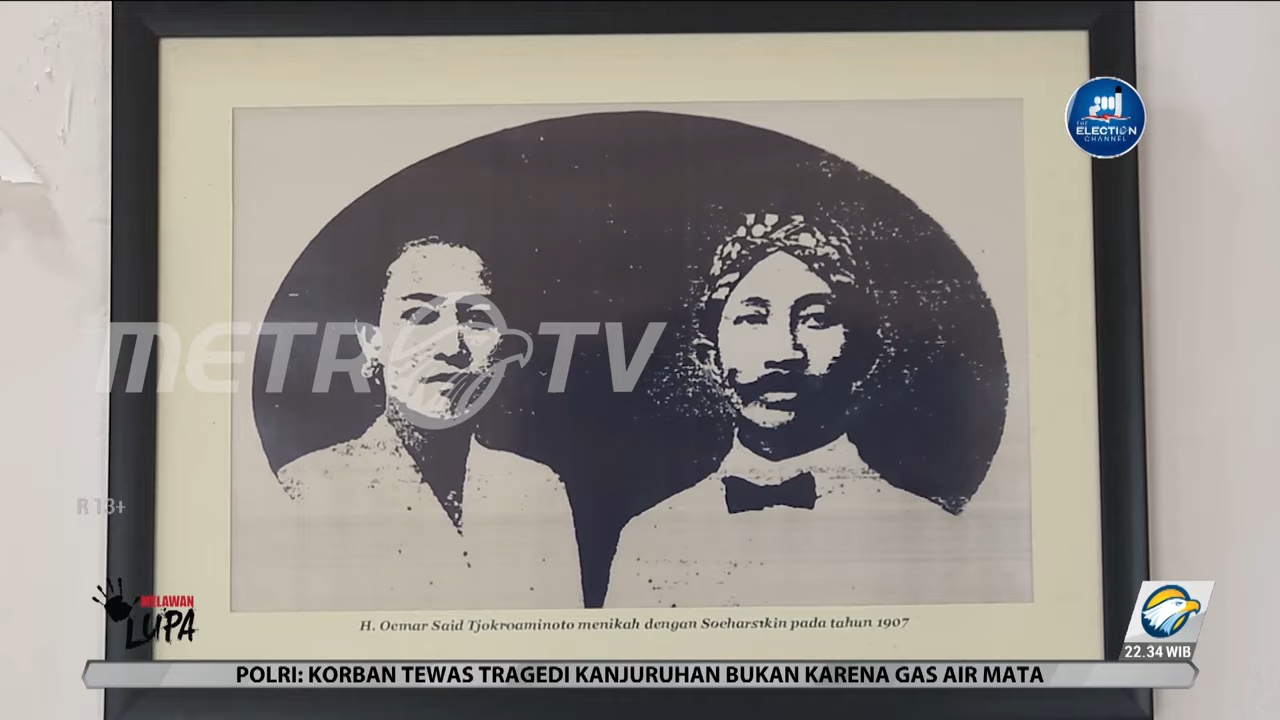 THE
ELECTION
CHANNEL
METRO TV
R 13+
MELAWAN
LUPA
H. Oemar Said Tjokroaminoto menikah dengan Soeharsikin pada tahun 1907
22.34 WIB
POLRI: KORBAN TEWAS TRAGEDI KANJURUHAN BUKAN KARENA GAS AIR MATA